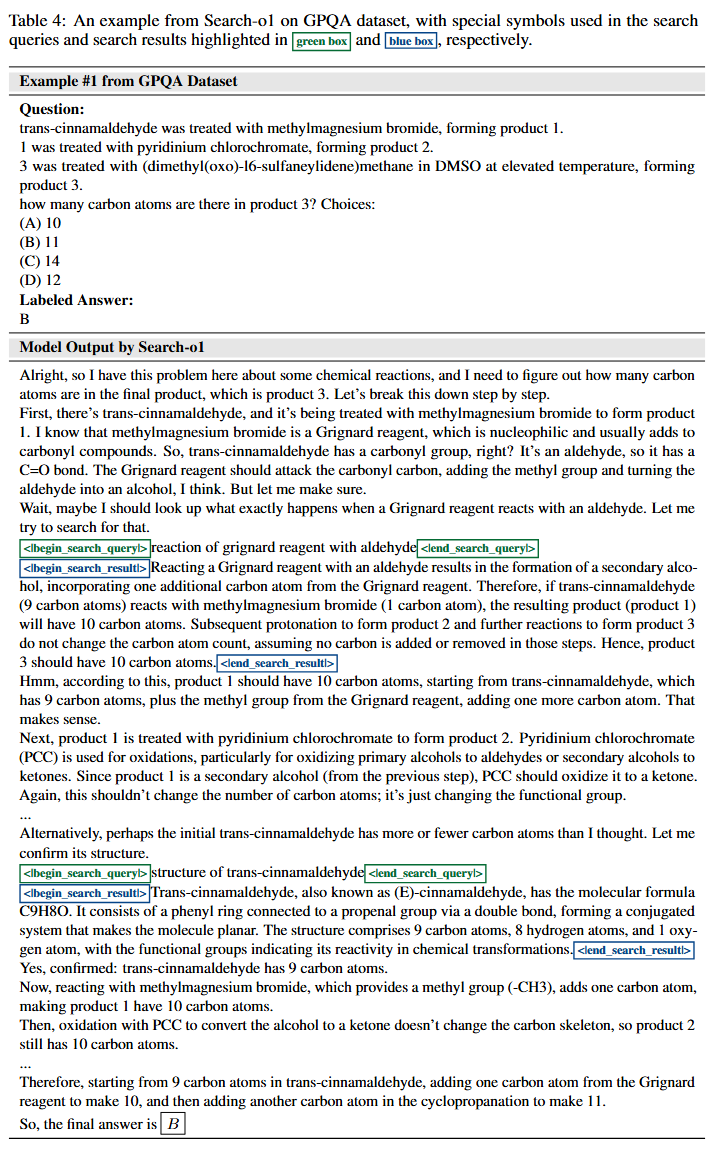 Table 4: An example from Search-o1 on GPQA dataset, with special symbols used in the search
queries and search results highlighted in green box and blue box, respectively.
Example #1 from GPQA Dataset
Question:
trans-cinnamaldehyde was treated with methylmagnesium bromide, forming product 1.
1 was treated with pyridinium chlorochromate, forming product 2.
3 was treated with (dimethyl(oxo)-l6-sulfaneylidene)methane in DMSO at elevated temperature, forming
product 3.
how many carbon atoms are there in product 3? Choices:
(A) 10
(B) 11
(C) 14
(D) 12
Labeled Answer:
B
Model Output by Search-o1
Alright, so I have this problem here about some chemical reactions, and I need to figure out how many carbon
atoms are in the final product, which is product 3. Let's break this down step by step.
First, there's trans-cinnamaldehyde, and it's being treated with methylmagnesium bromide to form product
1. I know that methylmagnesium bromide is a Grignard reagent, which is nucleophilic and usually adds to
carbonyl compounds. So, trans-cinnamaldehyde has a carbonyl group, right? It's an aldehyde, so it has a
C=O bond. The Grignard reagent should attack the carbonyl carbon, adding the methyl group and turning the
aldehyde into an alcohol, I think. But let me make sure.
Wait, maybe I should look up what exactly happens when a Grignard reagent reacts with an aldehyde. Let me
try to search for that.
<|begin_search_query|>reaction of grignard reagent with aldehyde<|end_search_query|>
<|begin_search_result|>Reacting a Grignard reagent with an aldehyde results in the formation of a secondary alco-
hol, incorporating one additional carbon atom from the Grignard reagent. Therefore, if trans-cinnamaldehyde
(9 carbon atoms) reacts with methylmagnesium bromide (1 carbon atom), the resulting product (product 1)
will have 10 carbon atoms. Subsequent protonation to form product 2 and further reactions to form product 3
do not change the carbon atom count, assuming no carbon is added or removed in those steps. Hence, product
3 should have 10 carbon atoms.<|end_search_result|>
Hmm, according to this, product 1 should have 10 carbon atoms, starting from trans-cinnamaldehyde, which
has 9 carbon atoms, plus the methyl group from the Grignard reagent, adding one more carbon atom. That
makes sense.
Next, product 1 is treated with pyridinium chlorochromate to form product 2. Pyridinium chlorochromate
(PCC) is used for oxidations, particularly for oxidizing primary alcohols to aldehydes or secondary alcohols to
ketones. Since product 1 is a secondary alcohol (from the previous step), PCC should oxidize it to a ketone.
Again, this shouldn't change the number of carbon atoms; it's just changing the functional group.
...
Alternatively, perhaps the initial trans-cinnamaldehyde has more or fewer carbon atoms than I thought. Let me
confirm its structure.
<|begin_search_query|>structure of trans-cinnamaldehyde<|end_search_query|>
<|begin_search_result|>Trans-cinnamaldehyde, also known as (E)-cinnamaldehyde, has the molecular formula
C9H8O. It consists of a phenyl ring connected to a propenal group via a double bond, forming a conjugated
system that makes the molecule planar. The structure comprises 9 carbon atoms, 8 hydrogen atoms, and 1 oxy-
gen atom, with the functional groups indicating its reactivity in chemical transformations.<|end_search_result|>
Yes, confirmed: trans-cinnamaldehyde has 9 carbon atoms.
Now, reacting with methylmagnesium bromide, which provides a methyl group (-CH3), adds one carbon atom,
making product 1 have 10 carbon atoms.
Then, oxidation with PCC to convert the alcohol to a ketone doesn't change the carbon skeleton, so product 2
still has 10 carbon atoms.
...
Therefore, starting from 9 carbon atoms in trans-cinnamaldehyde, adding one carbon atom from the Grignard
reagent to make 10, and then adding another carbon atom in the cyclopropanation to make 11.
So, the final answer is B